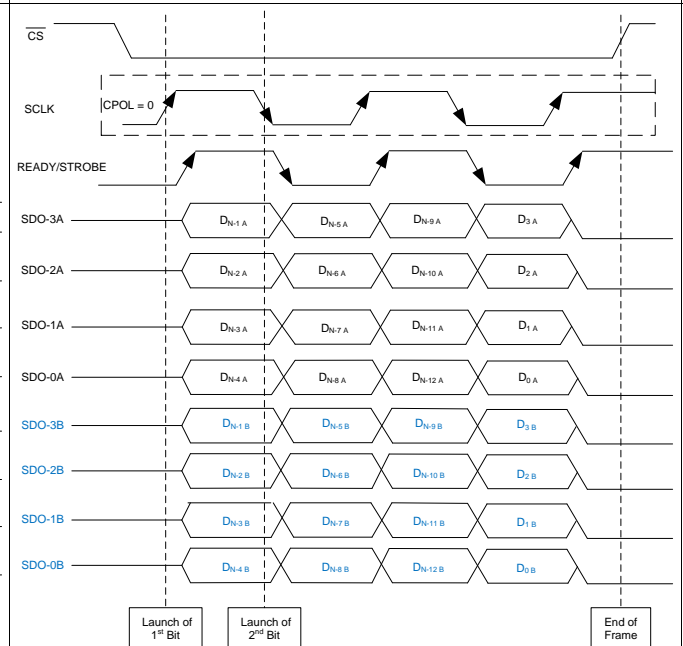 CS
SCLK
CPOL = 0
READY/STROBE
SDO-3A DN-1 A DN-5 A DN-9 A D3 A
SDO-2A DN-2 A DN-6 A DN-10 A D2 A
SDO-1A DN-3 A DN-7 A DN-11 A D1 A
SDO-0A DN-4 A DN-8 A DN-12 A D0 A
SDO-3B DN-1 B DN-5 B DN-9 B D3 B
SDO-2B DN-2 B DN-6 B DN-10 B D2 B
SDO-1B DN-3 B DN-7 B DN-11 B D1 B
SDO-0B DN-4 B DN-8 B DN-12 B D0 B
Launch of
1st Bit
Launch of
2nd Bit
End of
Frame